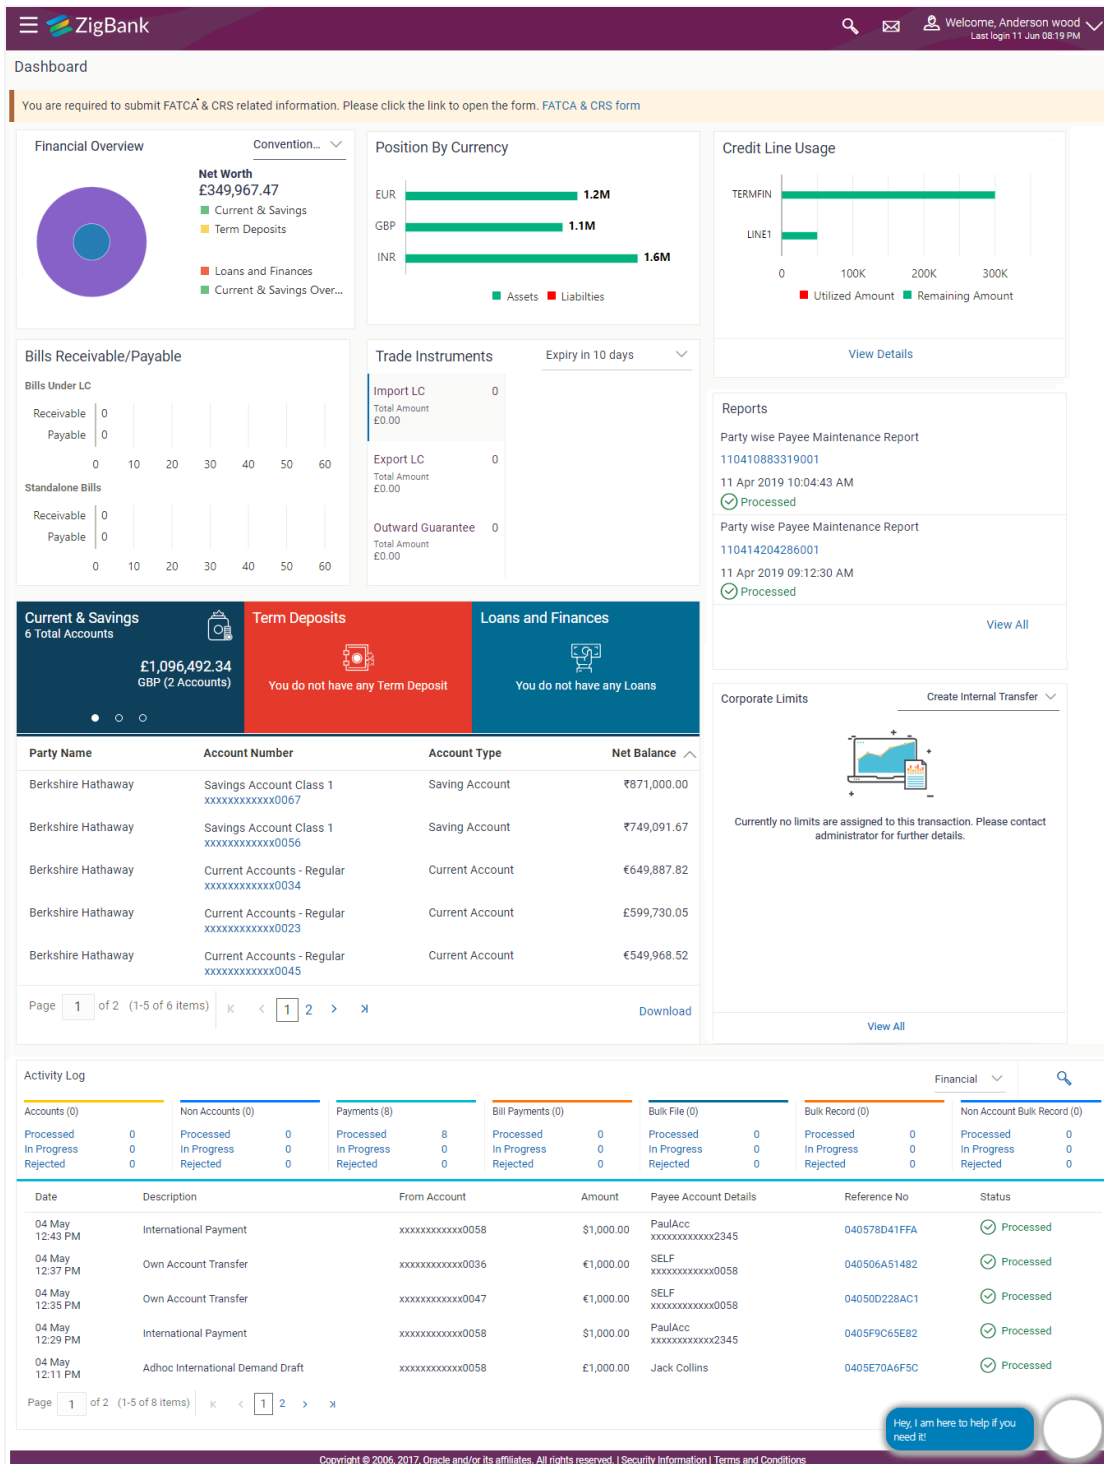 ZigBank
Welcome, Anderson wood
Last login 11 Jun 08:19 PM
Dashboard
You are required to submit FATCA & CRS related information. Please click the link to open the form. FATCA & CRS form
Financial Overview
Convention...
Net Worth
£349,967.47
Current & Savings
Term Deposits
Loans and Finances
Current & Savings Over...
Position By Currency
EUR 1.2M
GBP 1.1M
INR 1.6M
Assets Liabilties
Credit Line Usage
TERMFIN
LINE1
0 100K 200K 300K
Utilized Amount Remaining Amount
View Details
Bills Receivable/Payable
Bills Under LC
Receivable 0
Payable 0
0 10 20 30 40 50 60
Standalone Bills
Receivable 0
Payable 0
0 10 20 30 40 50 60
Trade Instruments
Expiry in 10 days
Import LC 0
Total Amount
£0.00
Export LC 0
Total Amount
£0.00
Outward Guarantee 0
Total Amount
£0.00
Reports
Party wise Payee Maintenance Report
110410883319001
11 Apr 2019 10:04:43 AM
Processed
Party wise Payee Maintenance Report
110414204286001
11 Apr 2019 09:12:30 AM
Processed
View All
Current & Savings
6 Total Accounts
£1,096,492.34
GBP (2 Accounts)
Term Deposits
You do not have any Term Deposit
Loans and Finances
You do not have any Loans
Party Name Account Number Account Type Net Balance
Berkshire Hathaway Savings Account Class 1 Saving Account ₹871,000.00
xxxxxxxxxxxx0067
Berkshire Hathaway Savings Account Class 1 Saving Account ₹749,091.67
xxxxxxxxxxxx0056
Berkshire Hathaway Current Accounts - Regular Current Account €649,887.82
xxxxxxxxxxxx0034
Berkshire Hathaway Current Accounts - Regular Current Account £599,730.05
xxxxxxxxxxxx0023
Berkshire Hathaway Current Accounts - Regular Current Account €549,968.52
xxxxxxxxxxxx0045
Page 1 of 2 (1-5 of 6 items) 1 2
Download
Corporate Limits
Create Internal Transfer
Currently no limits are assigned to this transaction. Please contact
administrator for further details.
View All
Activity Log
Financial
Accounts (0) Non Accounts (0) Payments (8) Bill Payments (0) Bulk File (0) Bulk Record (0) Non Account Bulk Record (0)
Processed 0 Processed 0 Processed 8 Processed 0 Processed 0 Processed 0 Processed 0
In Progress 0 In Progress 0 In Progress 0 In Progress 0 In Progress 0 In Progress 0 In Progress 0
Rejected 0 Rejected 0 Rejected 0 Rejected 0 Rejected 0 Rejected 0 Rejected 0
Date Description From Account Amount Payee Account Details Reference No Status
04 May
12:43 PM International Payment xxxxxxxxxxxx0058 $1,000.00 PaulAcc
xxxxxxxxxxxx2345 040578D41FFA Processed
04 May
12:37 PM Own Account Transfer xxxxxxxxxxxx0036 €1,000.00 SELF
xxxxxxxxxxxx0058 040506A51482 Processed
04 May
12:35 PM Own Account Transfer xxxxxxxxxxxx0047 €1,000.00 SELF
xxxxxxxxxxxx0058 04050D228AC1 Processed
04 May
12:29 PM International Payment xxxxxxxxxxxx0058 $1,000.00 PaulAcc
xxxxxxxxxxxx2345 0405F9C65E82 Processed
04 May
12:11 PM Adhoc International Demand Draft xxxxxxxxxxxx0058 £1,000.00 Jack Collins 0405E70A6F5C Processed
Page 1 of 2 (1-5 of 8 items) 1 2
Hey, I am here to help if you
need it!
Copyright © 2006, 2017, Oracle and/or its affiliates. All rights reserved. | Security Information | Terms and Conditions